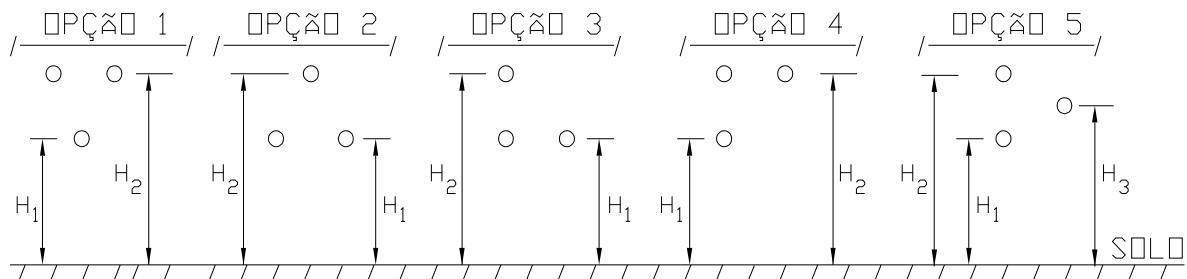 OPÇÃO 1 OPÇÃO 2 OPÇÃO 3 OPÇÃO 4 OPÇÃO 5
H2 H2 H2 H2 H2 H3
H1 H1 H1 H1 H1
SOLO